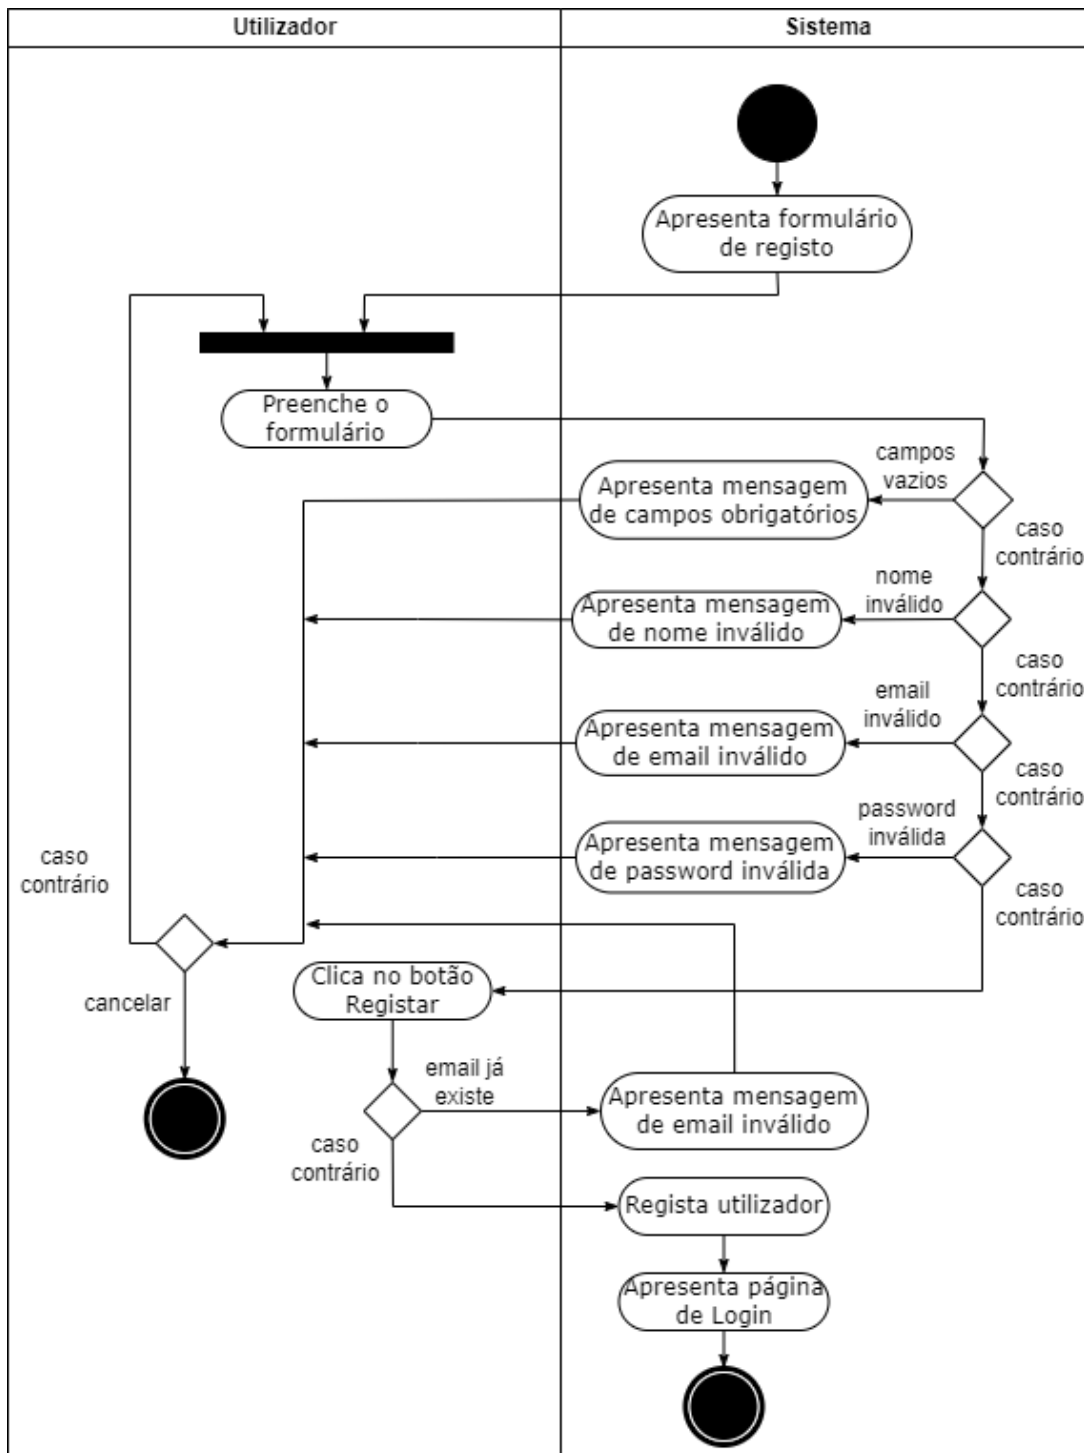 Utilizador
Sistema
Apresenta formulário
de registo
Preenche o
formulário
campos
vazios
Apresenta mensagem
de campos obrigatórios
caso
contrário
nome
inválido
Apresenta mensagem
de nome inválido
caso
contrário
email
inválido
Apresenta mensagem
de email inválido
caso
contrário
password
inválida
Apresenta mensagem
de password inválida
caso
contrário
caso
contrário
cancelar
Clica no botão
Registar
email já
existe
Apresenta mensagem
de email inválido
caso
contrário
Regista utilizador
Apresenta página
de Login